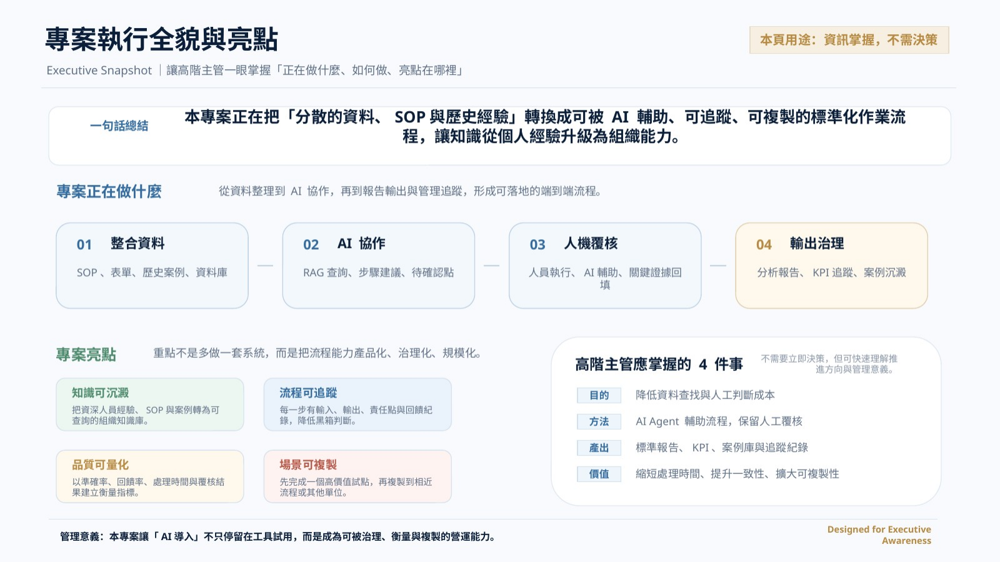 專案執行全貌與亮點
本頁用途：資訊掌握，不需決策
Executive Snapshot｜讓高階主管一眼掌握「正在做什麼、如何做、亮點在哪裡」
一句話總結
本專案正在把「分散的資料、 SOP 與歷史經驗」轉換成可被 AI 輔助、可追蹤、可複製的標準化作業流
程，讓知識從個人經驗升級為組織能力。
專案正在做什麼
從資料整理到 AI 協作，再到報告輸出與管理追蹤，形成可落地的端到端流程。
01 整合資料
SOP 、表單、歷史案例、資料庫
02 AI 協作
RAG 查詢、步驟建議、待確認點
03 人機覆核
人員執行、 AI 輔助、關鍵證據回
填
04 輸出治理
分析報告、 KPI 追蹤、案例沉澱
專案亮點
重點不是多做一套系統，而是把流程能力產品化、治理化、規模化。
知識可沉澱
把資深人員經驗、 SOP 與案例轉為可
查詢的組織知識庫。
流程可追蹤
每一步有輸入、輸出、責任點與回饋紀
錄，降低黑箱判斷。
品質可量化
以準確率、回饋率、處理時間與覆核結
果建立衡量指標。
場景可複製
先完成一個高價值試點，再複製到相近
流程或其他單位。
高階主管應掌握的 4 件事
不需要立即決策，但可快速理解推
進方向與管理意義。
目的 降低資料查找與人工判斷成本
方法 AI Agent 輔助流程，保留人工覆核
產出 標準報告、 KPI 、案例庫與追蹤紀錄
價值 縮短處理時間、提升一致性、擴大可複製性
管理意義：本專案讓「 AI 導入」不只停留在工具試用，而是成為可被治理、衡量與複製的營運能力。
Designed for Executive
Awareness